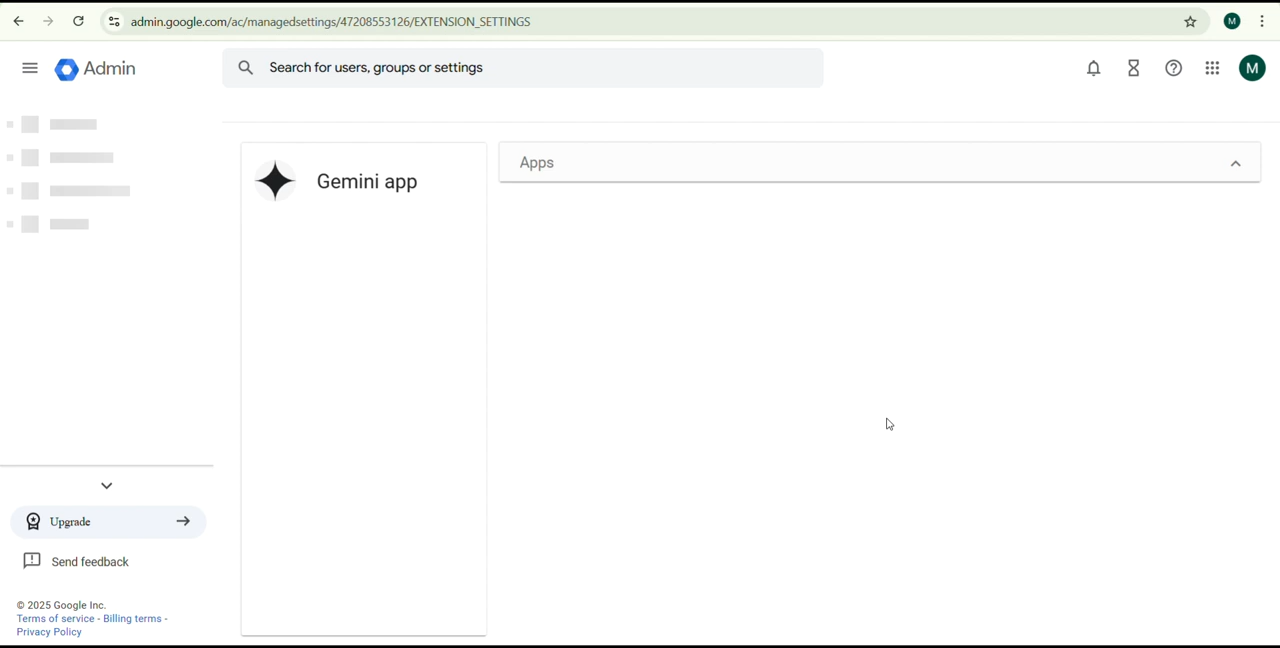 admin.google.com/ac/managedsettings/47208553126/EXTENSION_SETTINGS
M
Admin
Search for users, groups or settings
M
Gemini app
Apps
Upgrade
Send feedback
© 2025 Google Inc.
Terms of service - Billing terms -
Privacy Policy